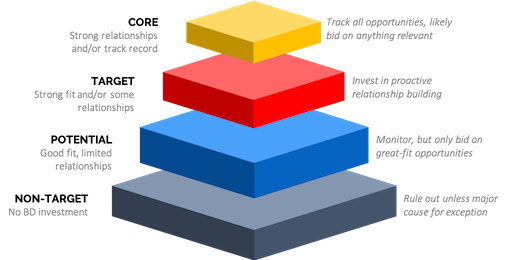 CORE
Strong relationships
and/or track record
Track all opportunities, likely
bid on anything relevant
TARGET
Strong fit and/or some
relationships
Invest in proactive
relationship building
POTENTIAL
Good fit, limited
relationships
Monitor, but only bid on
great-fit opportunities
NON-TARGET
No BD investment
Rule out unless major
cause for exception